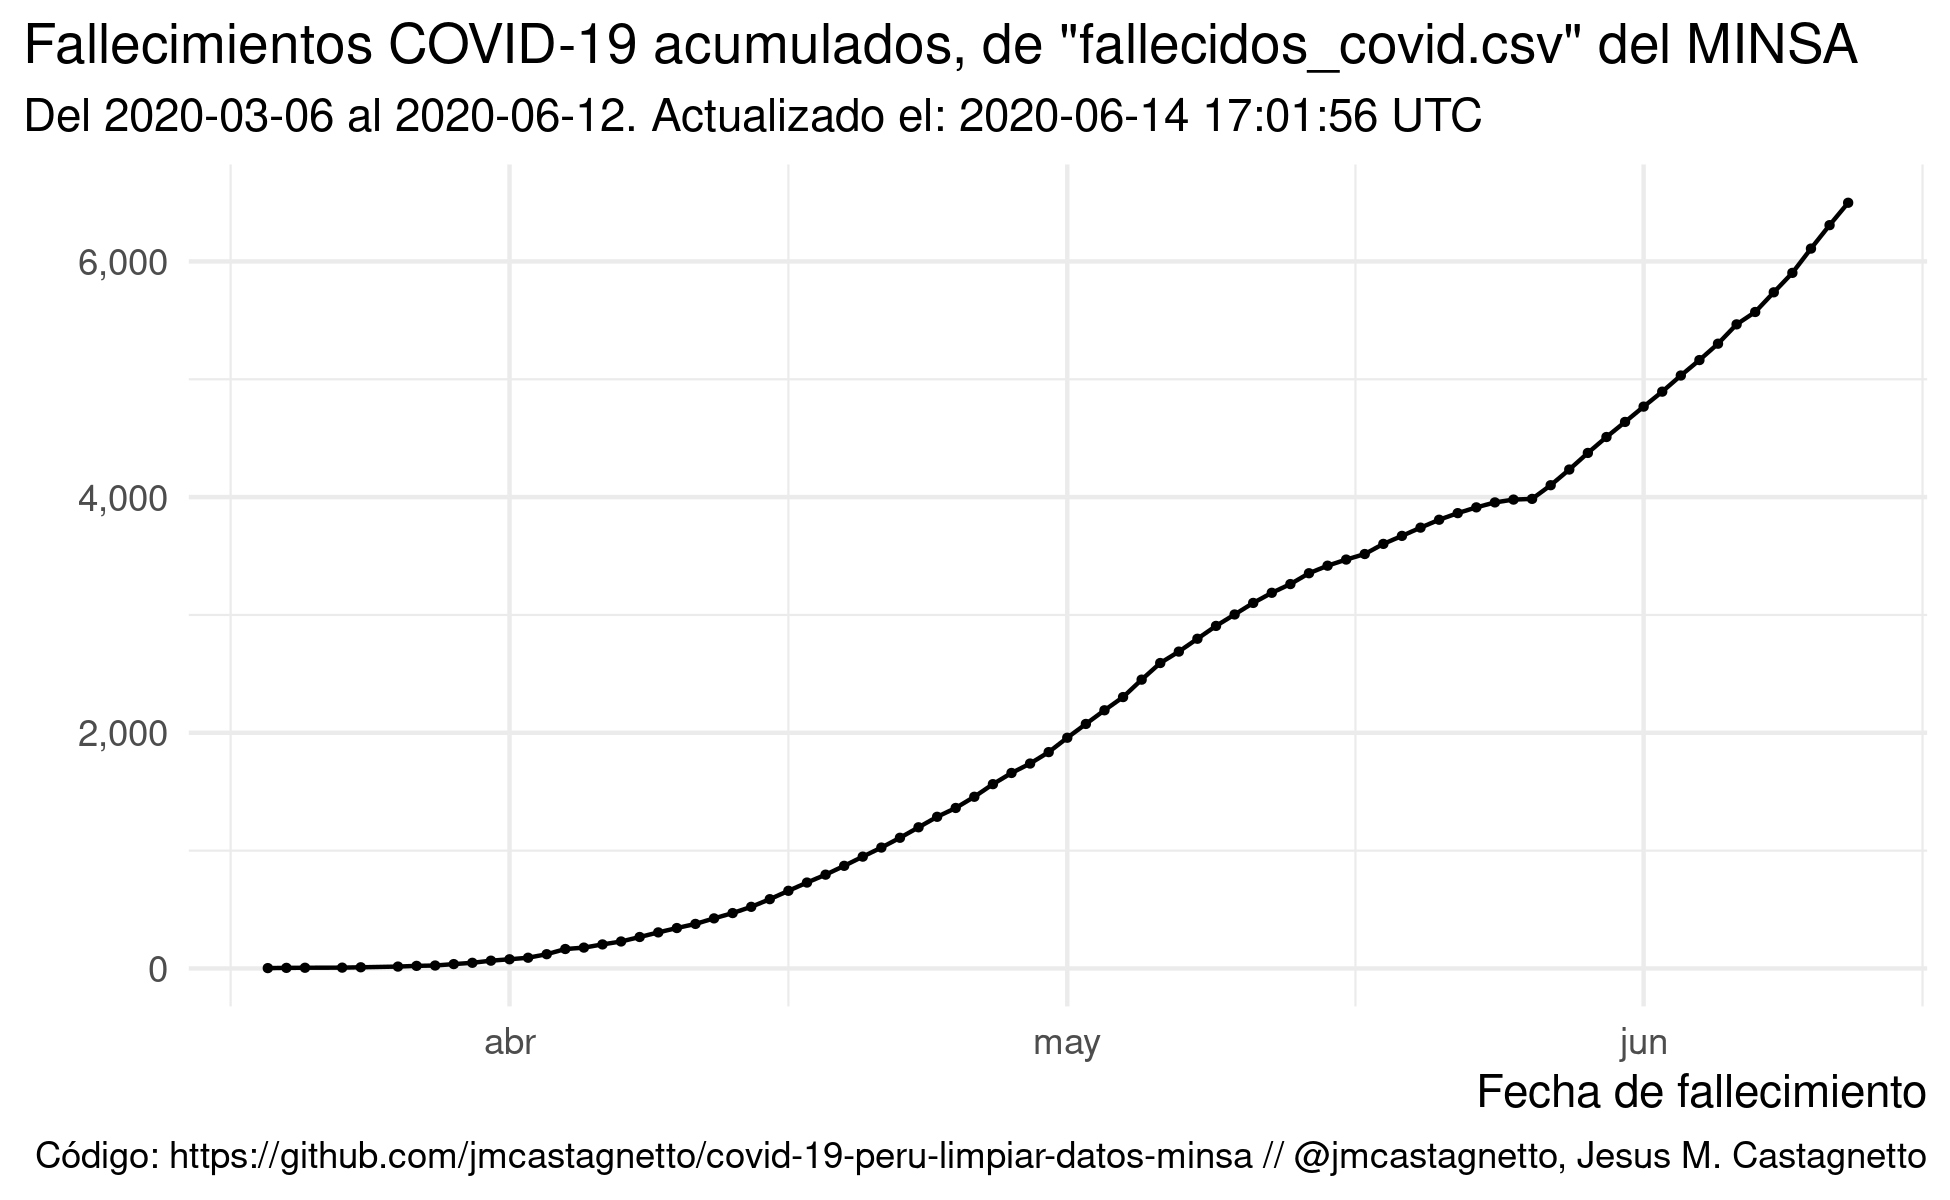 Fallecimientos COVID-19 acumulados, de "fallecidos_covid.csv" del MINSA
Del 2020-03-06 al 2020-06-12. Actualizado el: 2020-06-14 17:01:56 UTC
6,000
4,000
2,000
0
abr may jun
Fecha de fallecimiento
Código: https://github.com/jmcastagnetto/covid-19-peru-limpiar-datos-minsa // @jmcastagnetto, Jesus M. Castagnetto